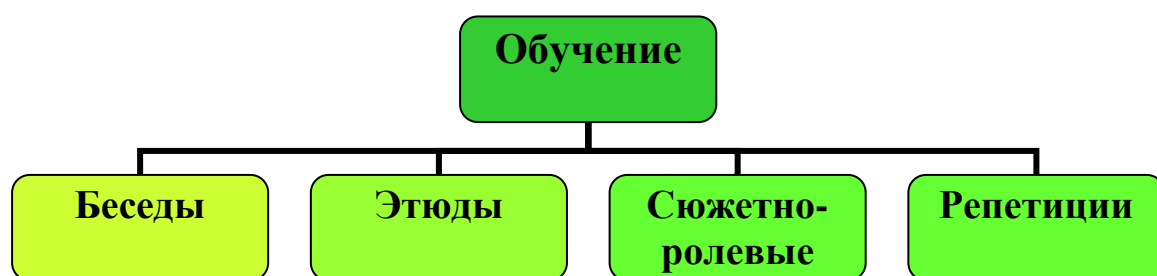 Обучение
Беседы
Этюды
Сюжетно-
ролевые
Репетиции